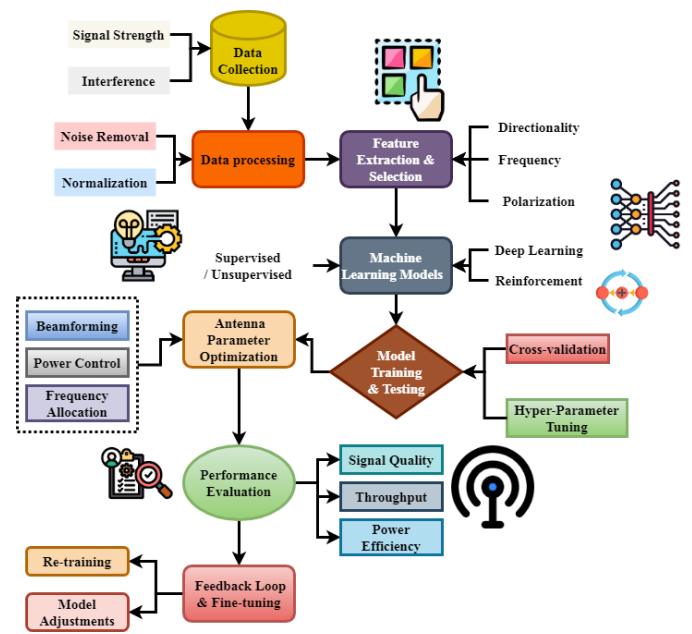 Signal Strength
Data
Collection
Interference
Noise Removal
Data processing
Normalization
Feature
Extraction &
Selection
Directionality
Frequency
Polarization
Supervised
/ Unsupervised
Machine
Learning Models
Deep Learning
Reinforcement
Beamforming
Power Control
Frequency
Allocation
Antenna
Parameter
Optimization
Model
Training
& Testing
Cross-validation
Hyper-Parameter
Tuning
Performance
Evaluation
Signal Quality
Throughput
Power
Efficiency
Re-training
Model
Adjustments
Feedback Loop
& Fine-tuning